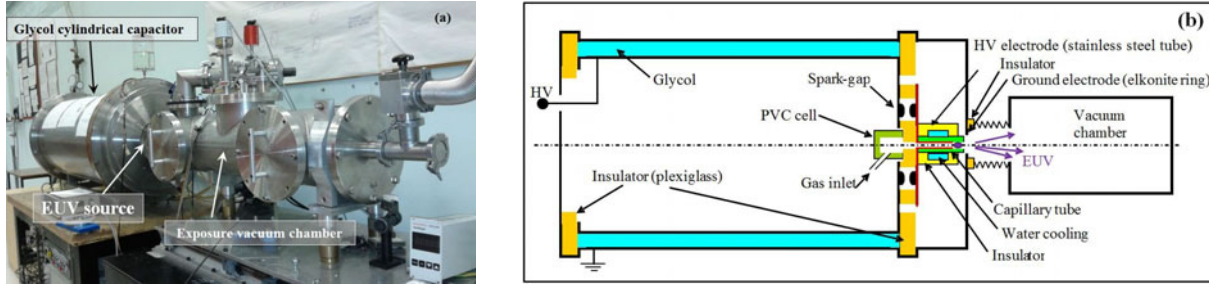 (a)
Glycol cylindrical capacitor
EUV source
Exposure vacuum chamber
(b)
HV electrode (stainless steel tube)
Insulator
Ground electrode (elkonite ring)
Glycol
Spark-gap
HV
PVC cell
Vacuum
chamber
EUV
Gas inlet
Insulator (plexiglass)
Capillary tube
Water cooling
Insulator